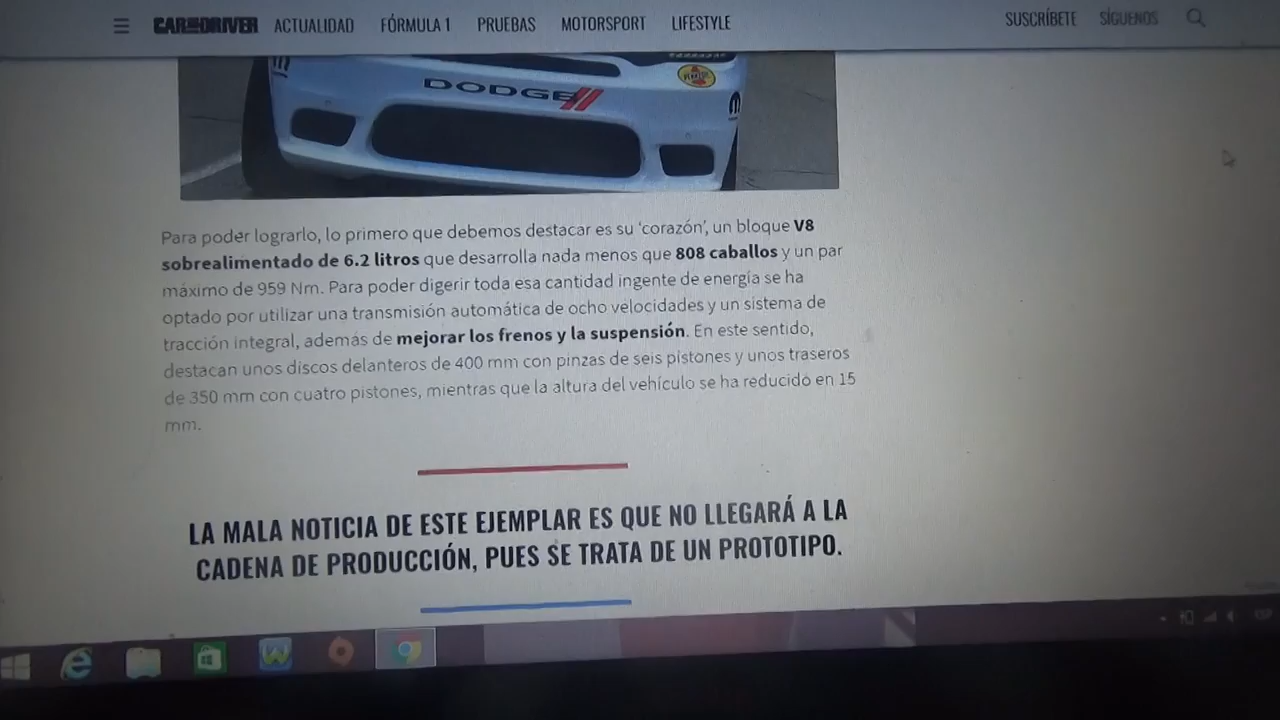 CAR AND DRIVER ACTUALIDAD FÓRMULA 1 PRUEBAS MOTORSPORT LIFESTYLE SUSCRÍBETE SÍGUENOS
DODGE
Para poder lograrlo, lo primero que debemos destacar es su ‘corazón’, un bloque V8
sobrealimentado de 6.2 litros que desarrolla nada menos que 808 caballos y un par
máximo de 959 Nm. Para poder digerir toda esa cantidad ingente de energía se ha
optado por utilizar una transmisión automática de ocho velocidades y un sistema de
tracción integral, además de mejorar los frenos y la suspensión. En este sentido,
destacan unos discos delanteros de 400 mm con pinzas de seis pistones y unos traseros
de 350 mm con cuatro pistones, mientras que la altura del vehículo se ha reducido en 15
mm.
LA MALA NOTICIA DE ESTE EJEMPLAR ES QUE NO LLEGARÁ A LA
CADENA DE PRODUCCIÓN, PUES SE TRATA DE UN PROTOTIPO.